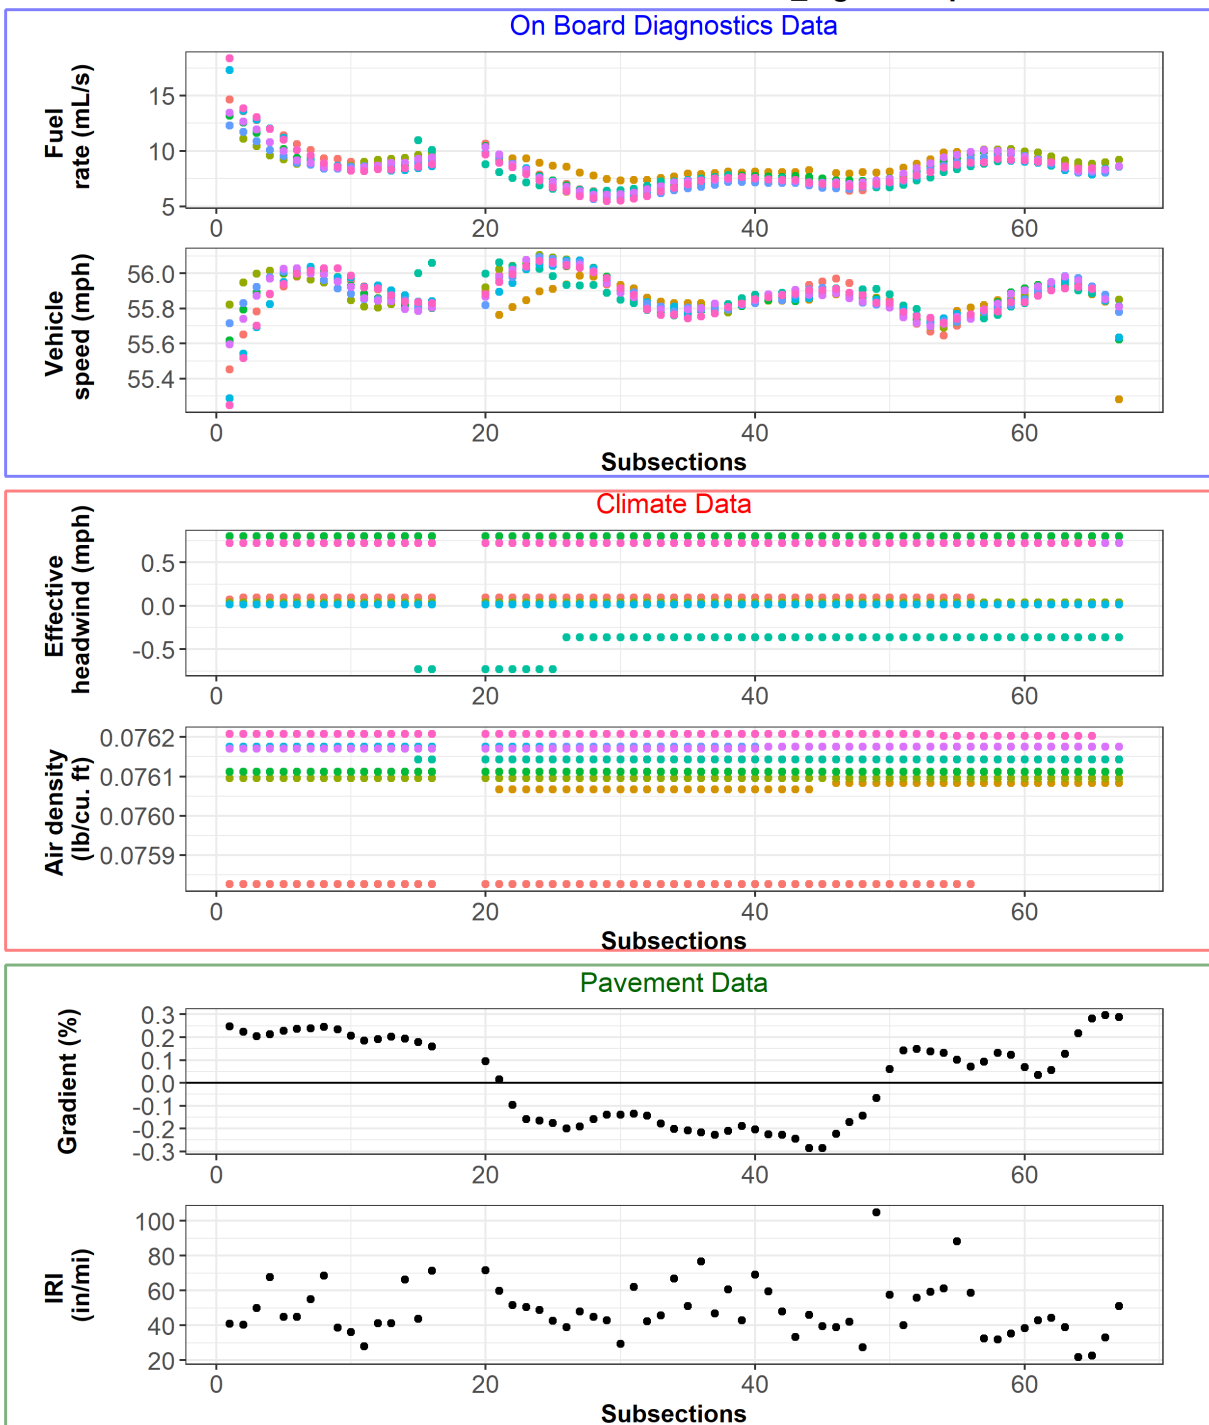 On Board Diagnostics Data
Fuel
rate (mL/s)
15
10
5
0 20 40 60
Vehicle
speed (mph)
56.0
55.8
55.6
55.4
0 20 40 60
Subsections
Climate Data
Effective
headwind (mph)
0.5
0.0
-0.5
0 20 40 60
Air density
(lb/cu. ft)
0.0762
0.0761
0.0760
0.0759
0 20 40 60
Subsections
Pavement Data
Gradient (%)
0.3
0.2
0.1
0.0
-0.1
-0.2
-0.3
0 20 40 60
IRI
(in/mi)
100
80
60
40
20
0 20 40 60
Subsections